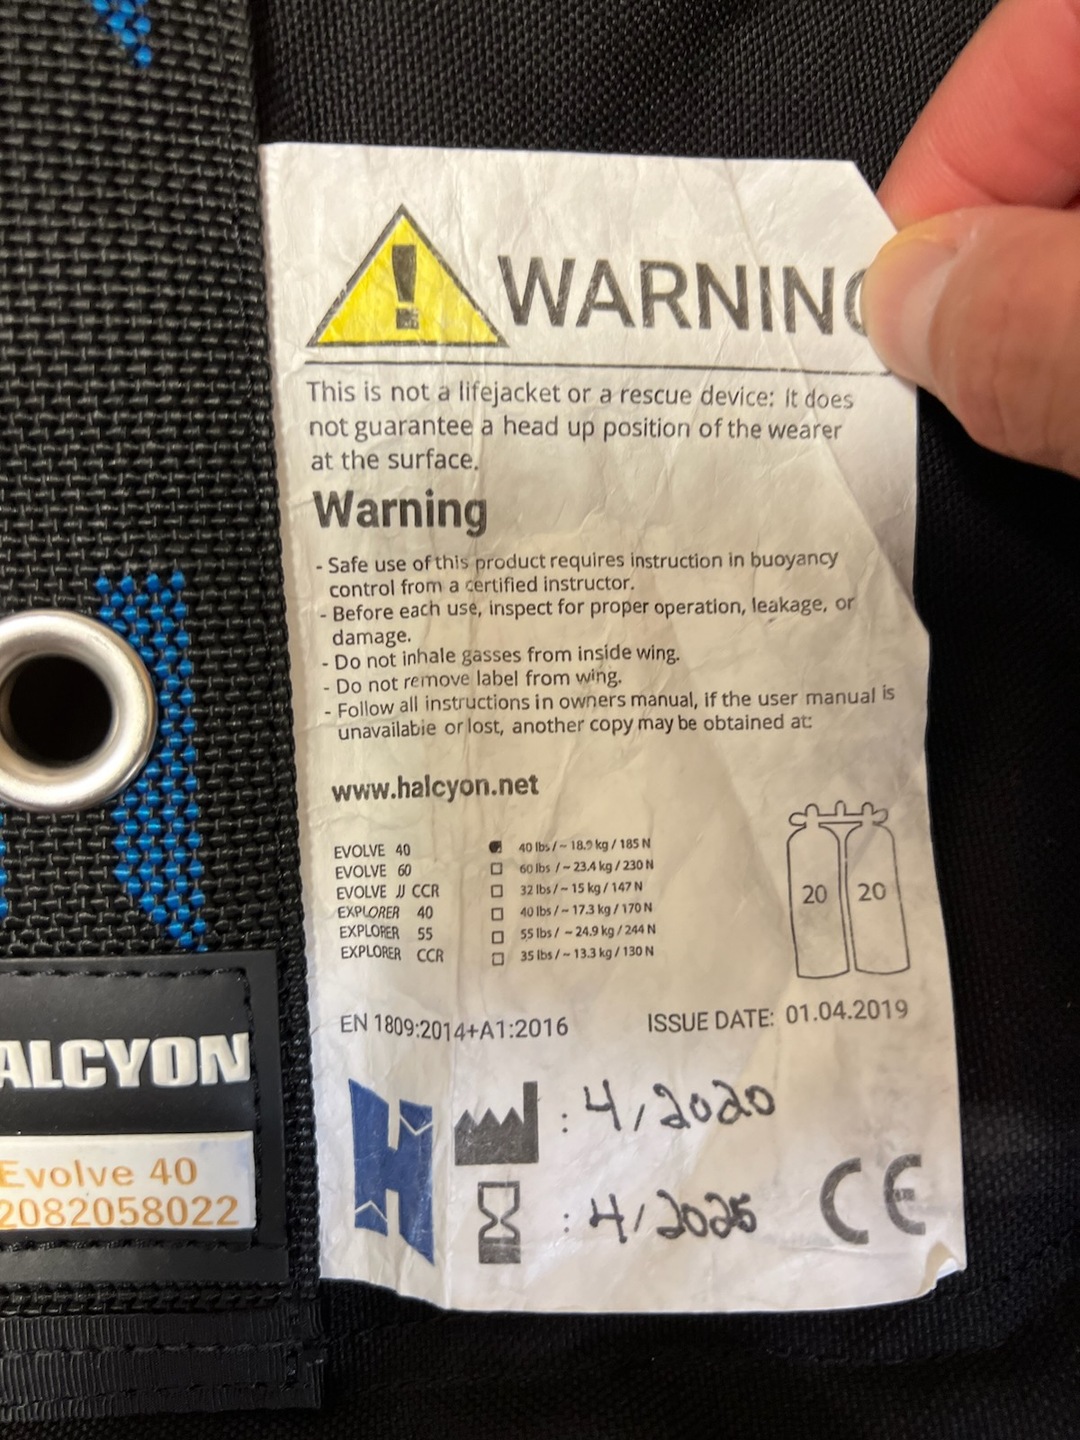 WARNING
This is not a lifejacket or a rescue device: It does
not guarantee a head up position of the wearer
at the surface.
Warning
- Safe use of this product requires instruction in buoyancy
control from a certified instructor.
- Before each use, inspect for proper operation, leakage, or
damage.
- Do not inhale gasses from inside wing.
- Do not remove label from wing.
- Follow all instructions in owners manual, if the user manual is
unavailable or lost, another copy may be obtained at:
www.halcyon.net
EVOLVE 40 40 lbs / ~ 18.9 kg / 185 N
EVOLVE 60 60 lbs / ~ 23.4 kg / 230 N
EVOLVE JJ CCR 32 lbs / ~ 15 kg / 147 N
EXPLORER 40 40 lbs / ~ 17.3 kg / 170 N
EXPLORER 55 55 lbs / ~ 24.9 kg / 244 N
EXPLORER CCR 35 lbs / ~ 13.3 kg / 130 N
20 20
EN 1809:2014+A1:2016 ISSUE DATE: 01.04.2019
H : 4/2020
: 4/2025 CE
ALCYON
Evolve 40
2082058022